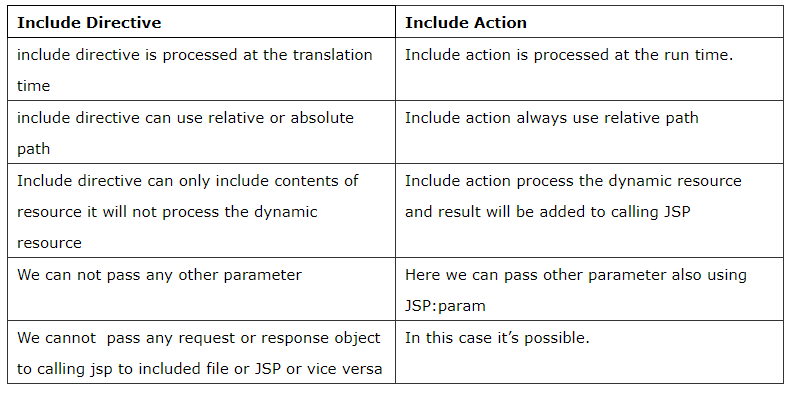 Include Directive
Include Action
include directive is processed at the translation
time
Include action is processed at the run time.
include directive can use relative or absolute
path
Include action always use relative path
Include directive can only include contents of
resource it will not process the dynamic
resource
Include action process the dynamic resource
and result will be added to calling JSP
We can not pass any other parameter
Here we can pass other parameter also using
JSP:param
We cannot  pass any request or response object
to calling jsp to included file or JSP or vice versa
In this case it’s possible.